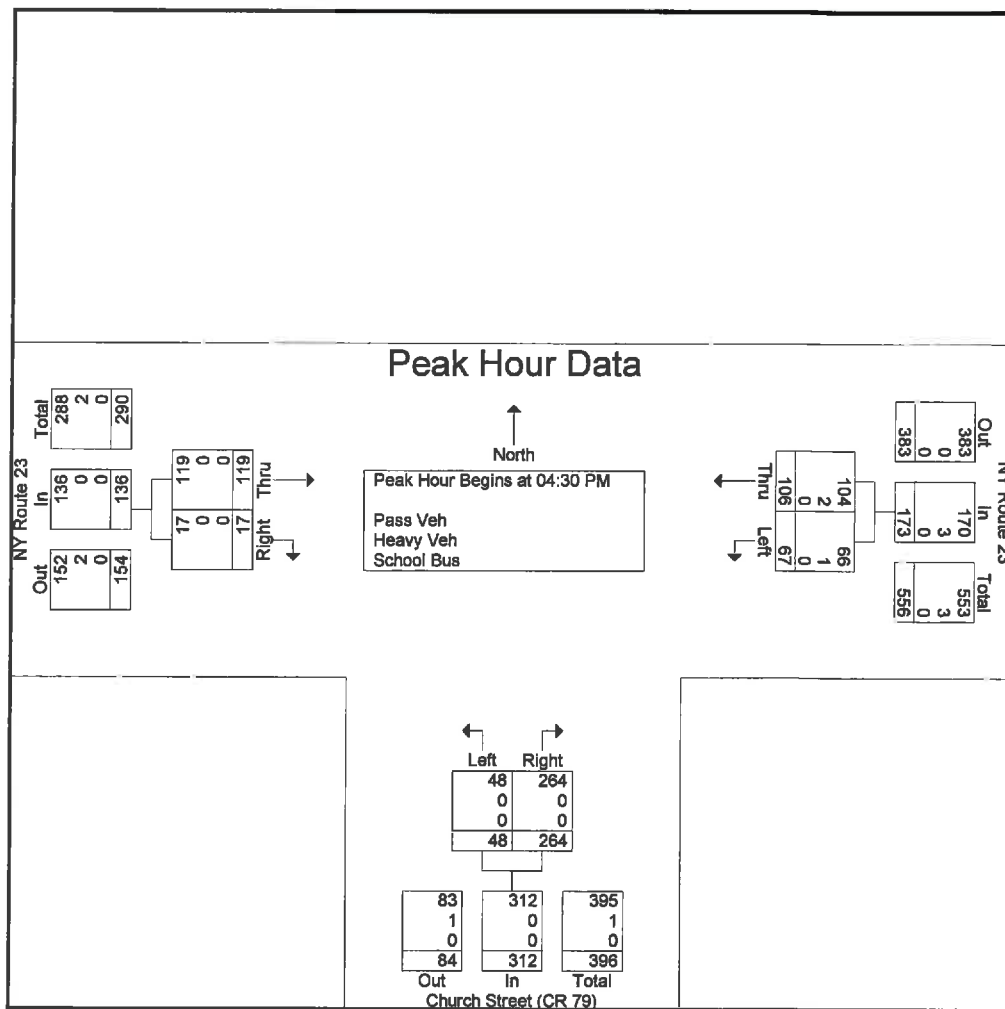 Peak Hour Data
North
Peak Hour Begins at 04:30 PM
Pass Veh
Heavy Veh
School Bus
NY Route 23
Total
288 2 0 290
In
136 0 0 136
Out
152 2 0 154
Thru
119 0 0 119
Right
17 0 0 17
Thru
104 2 0 106
Left
66 1 0 67
NY Route 23
Out
383 0 0 383
In
170 3 0 173
Total
553 3 0 556
Left Right
48 264
0 0
0 0
48 264
83 312 395
1 0 1
0 0 0
84 312 396
Out In Total
Church Street (CR 79)